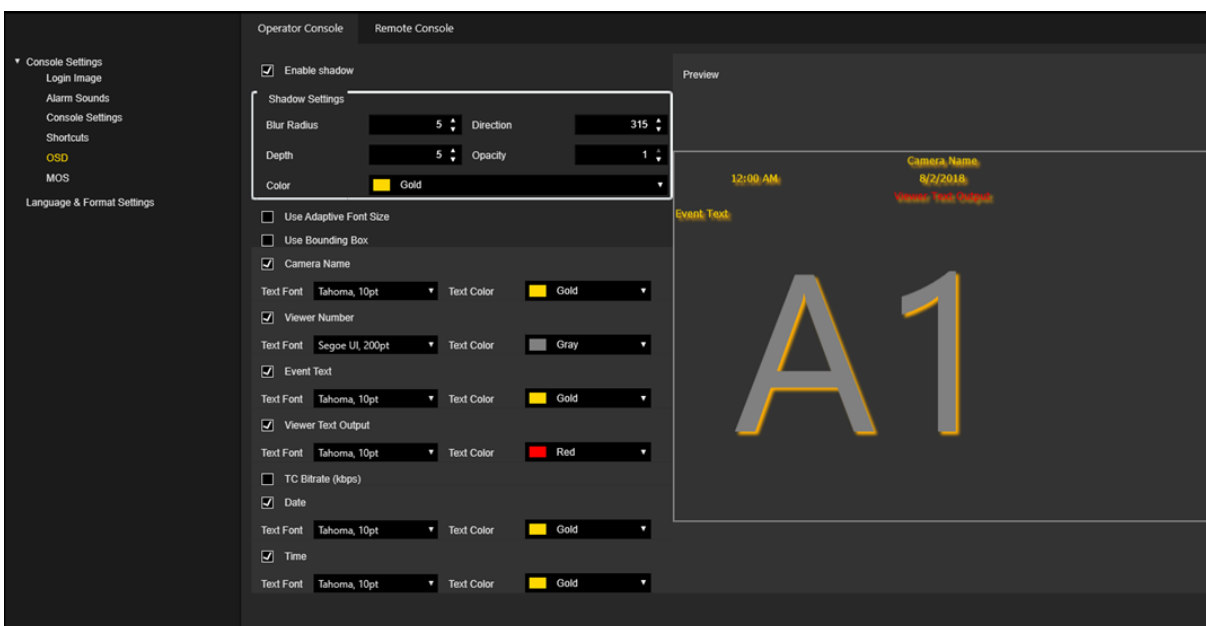 Operator Console Remote Console
Console Settings
Login Image
Alarm Sounds
Console Settings
Shortcuts
OSD
MOS
Language & Format Settings
Enable shadow
Shadow Settings
Blur Radius 5 Direction 315
Depth 5 Opacity 1
Color Gold
Use Adaptive Font Size
Use Bounding Box
Camera Name
Text Font Tahoma, 10pt Text Color Gold
Viewer Number
Text Font Segoe UI, 200pt Text Color Gray
Event Text
Text Font Tahoma, 10pt Text Color Gold
Viewer Text Output
Text Font Tahoma, 10pt Text Color Red
TC Bitrate (kbps)
Date
Text Font Tahoma, 10pt Text Color Gold
Time
Text Font Tahoma, 10pt Text Color Gold
Preview
Camera Name
12:00 AM 8/2/2018
Viewer Text Output
Event Text
A1